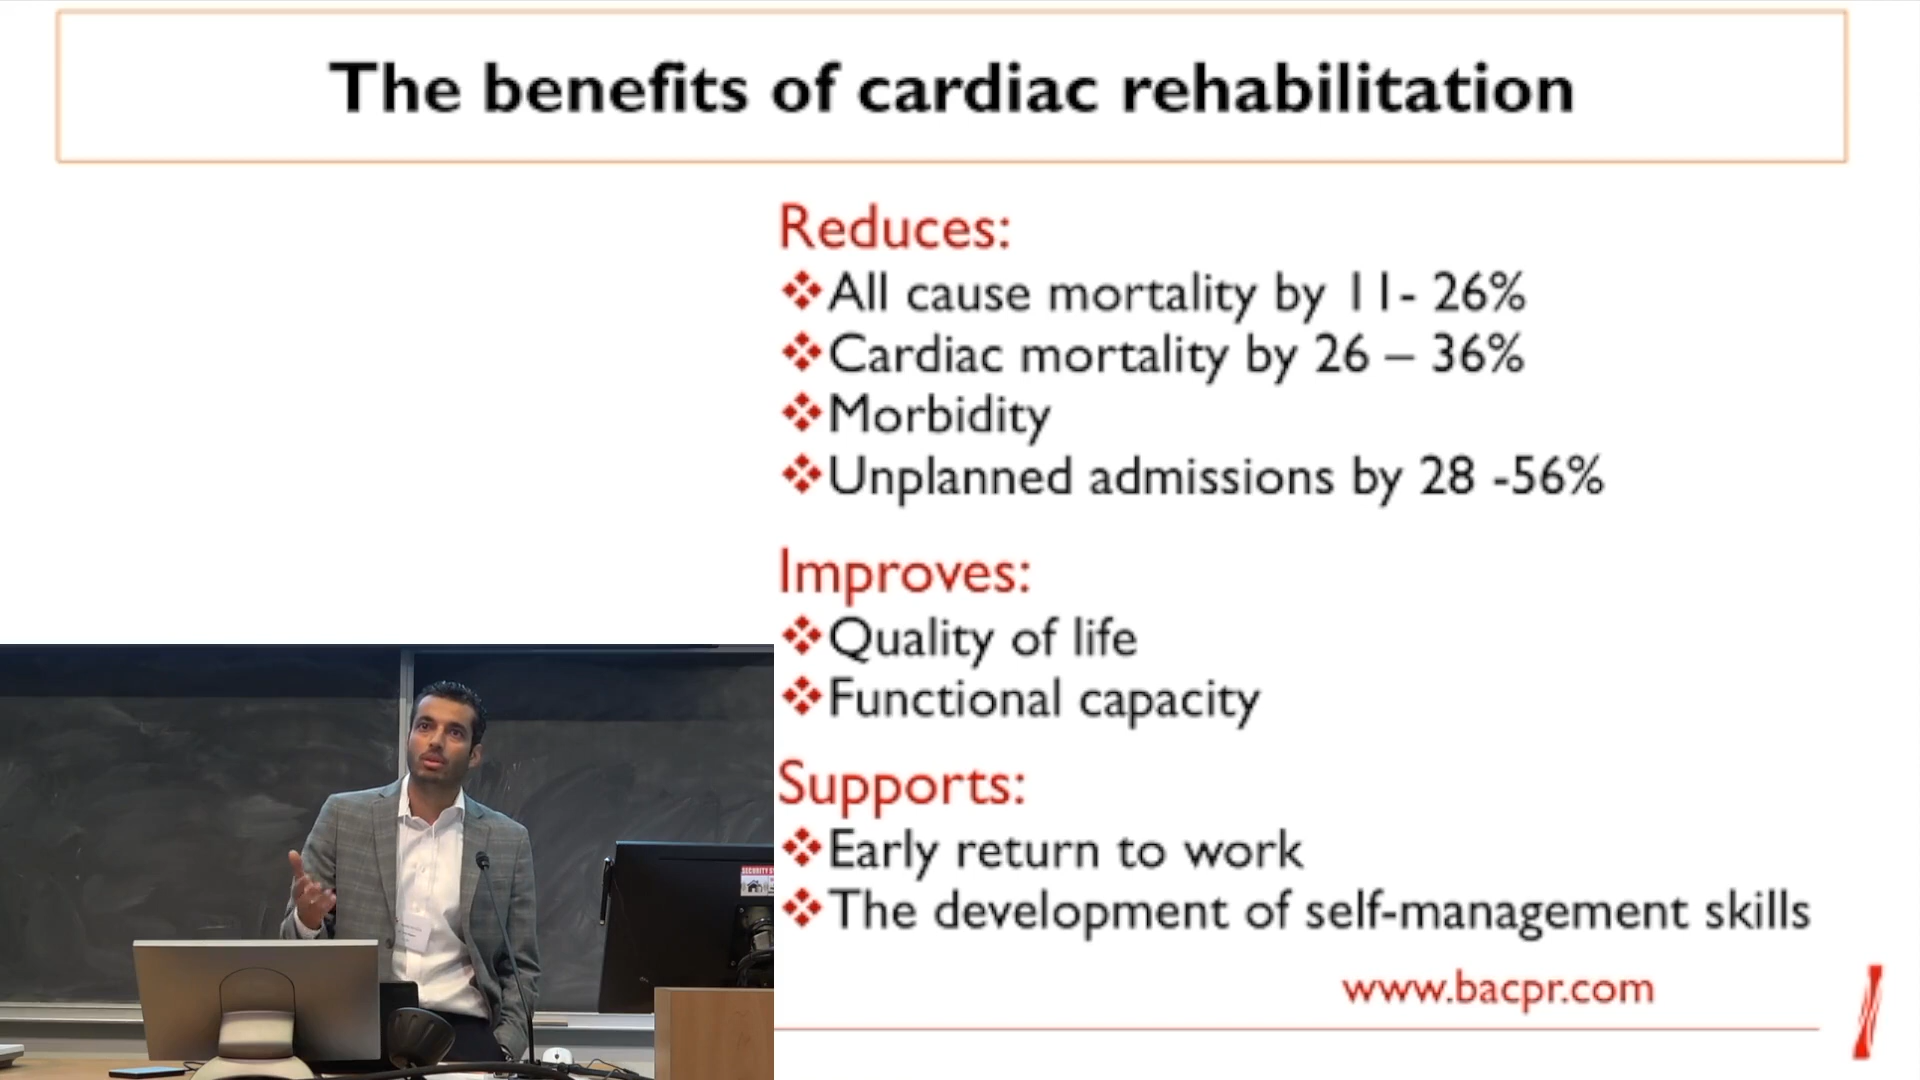 The benefits of cardiac rehabilitation
Reduces:
❖All cause mortality by 11- 26%
❖Cardiac mortality by 26 – 36%
❖Morbidity
❖Unplanned admissions by 28 -56%
Improves:
❖Quality of life
❖Functional capacity
Supports:
❖Early return to work
❖The development of self-management skills
www.bacpr.com
SECURITY